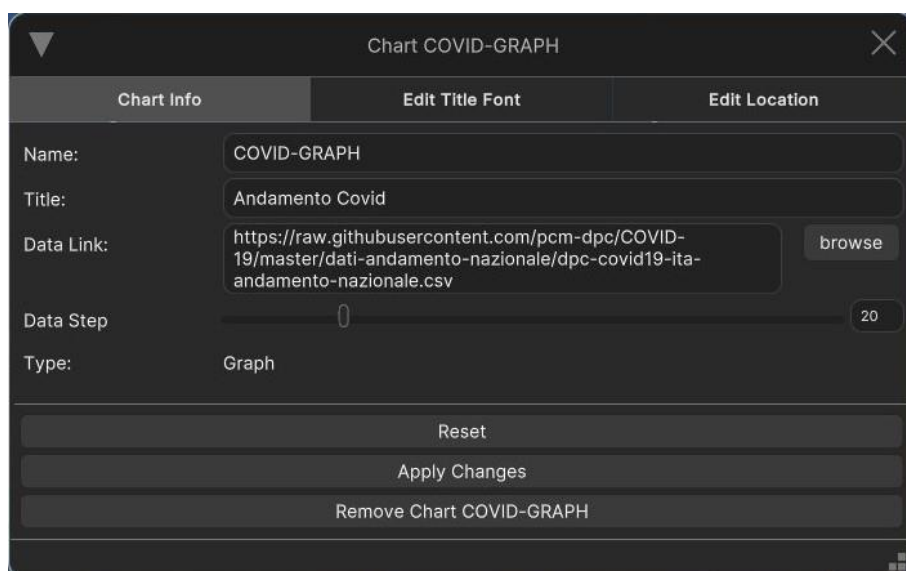 Chart COVID-GRAPH
Chart Info
Edit Title Font
Edit Location
Name:
COVID-GRAPH
Title:
Andamento Covid
Data Link:
https://raw.githubusercontent.com/pcm-dpc/COVID-
19/master/dati-andamento-nazionale/dpc-covid19-ita-
andamento-nazionale.csv
browse
Data Step
20
Type:
Graph
Reset
Apply Changes
Remove Chart COVID-GRAPH